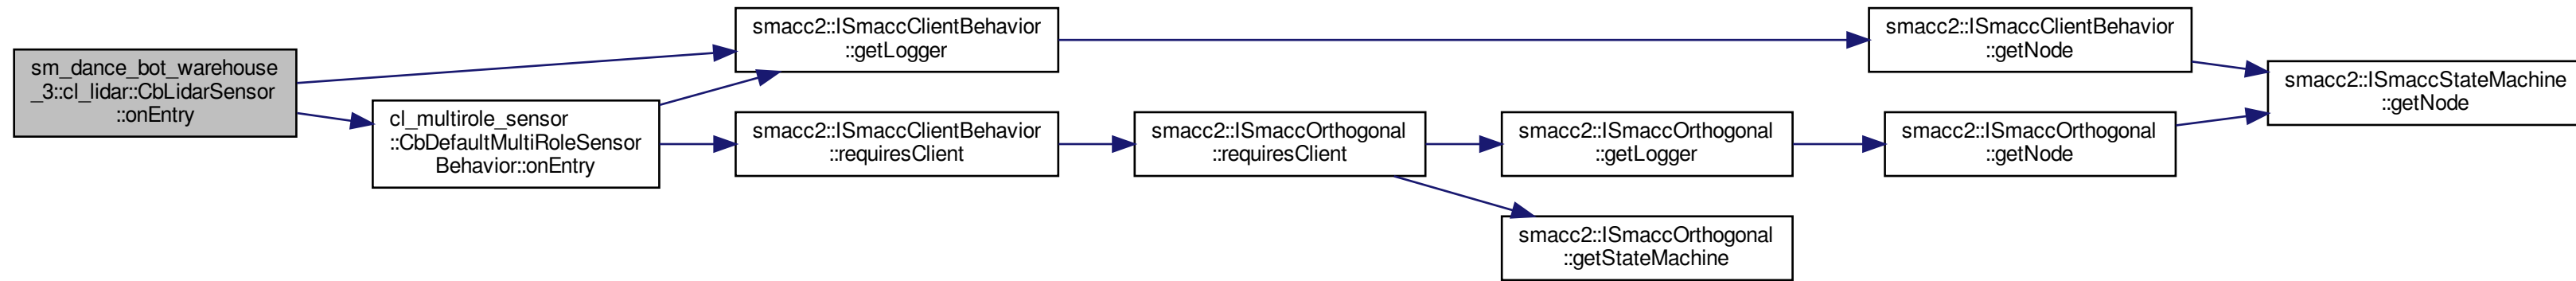 sm_dance_bot_warehouse
_3::cl_lidar::CbLidarSensor
::onEntry
cl_multirole_sensor
::CbDefaultMultiRoleSensor
Behavior::onEntry
smacc2::ISmaccClientBehavior
::getLogger
smacc2::ISmaccClientBehavior
::requiresClient
smacc2::ISmaccOrthogonal
::requiresClient
smacc2::ISmaccOrthogonal
::getLogger
smacc2::ISmaccOrthogonal
::getStateMachine
smacc2::ISmaccClientBehavior
::getNode
smacc2::ISmaccOrthogonal
::getNode
smacc2::ISmaccStateMachine
::getNode